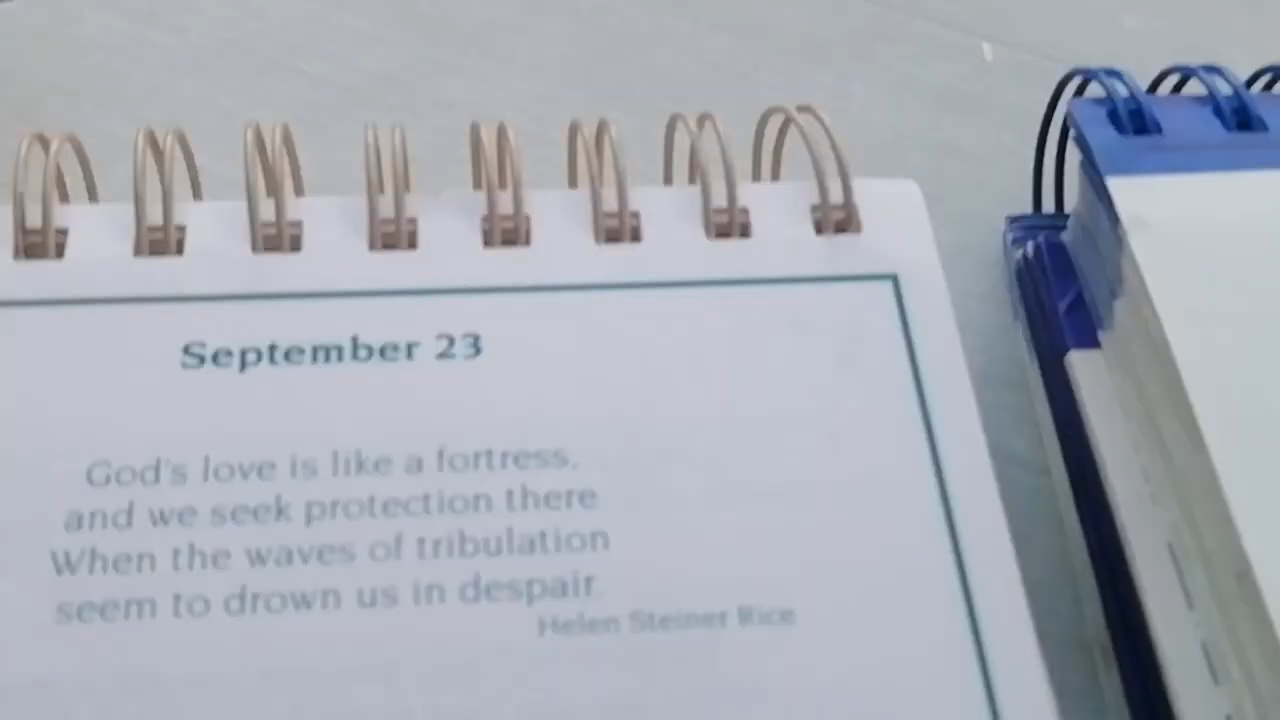 September 23
God's love is like a fortress,
and we seek protection there
When the waves of tribulation
seem to drown us in despair.
Helen Steiner Rice